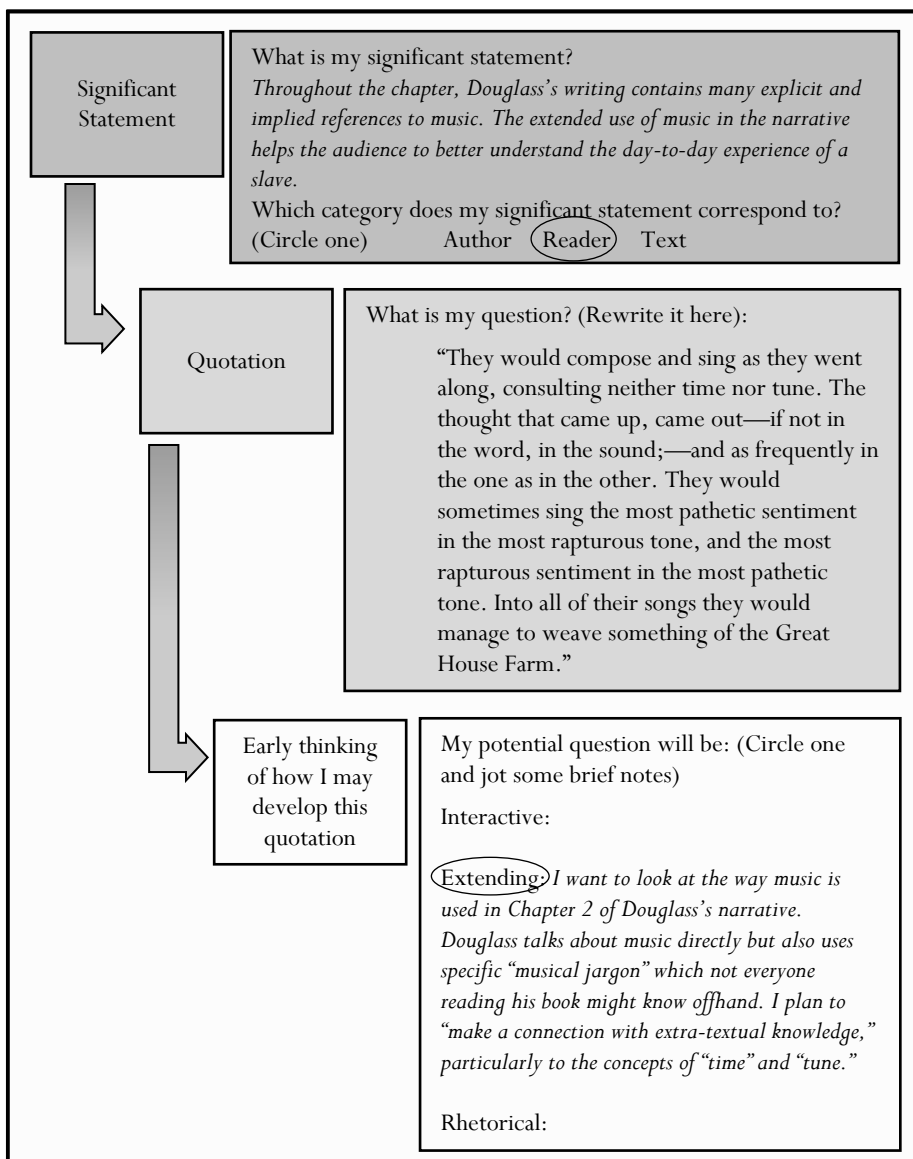 Significant
Statement
What is my significant statement?
Throughout the chapter, Douglass’s writing contains many explicit and
implied references to music. The extended use of music in the narrative
helps the audience to better understand the day-to-day experience of a
slave.
Which category does my significant statement correspond to?
(Circle one) Author Reader Text
Quotation
What is my question? (Rewrite it here):
“They would compose and sing as they went
along, consulting neither time nor tune. The
thought that came up, came out—if not in
the word, in the sound;—and as frequently in
the one as in the other. They would
sometimes sing the most pathetic sentiment
in the most rapturous tone, and the most
rapturous sentiment in the most pathetic
tone. Into all of their songs they would
manage to weave something of the Great
House Farm.”
Early thinking
of how I may
develop this
quotation
My potential question will be: (Circle one
and jot some brief notes)
Interactive:
Extending: I want to look at the way music is
used in Chapter 2 of Douglass’s narrative.
Douglass talks about music directly but also uses
specific “musical jargon” which not everyone
reading his book might know offhand. I plan to
“make a connection with extra-textual knowledge,”
particularly to the concepts of “time” and “tune.”
Rhetorical: